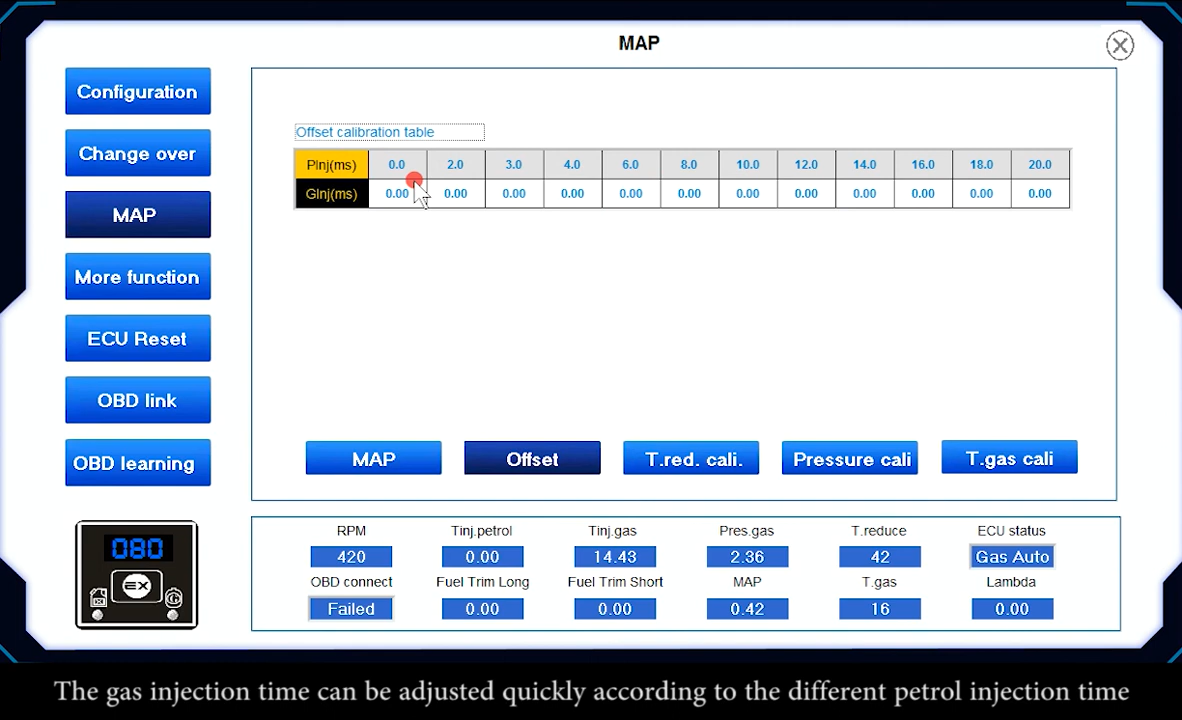 MAP
Configuration
Change over
MAP
More function
ECU Reset
OBD link
OBD learning
Offset calibration table
PInj(ms) 0.0 2.0 3.0 4.0 6.0 8.0 10.0 12.0 14.0 16.0 18.0 20.0
GInj(ms) 0.00 0.00 0.00 0.00 0.00 0.00 0.00 0.00 0.00 0.00 0.00 0.00
MAP Offset T.red. cali. Pressure cali T.gas cali
RPM Tinj.petrol Tinj.gas Pres.gas T.reduce ECU status
420 0.00 14.43 2.36 42 Gas Auto
OBD connect Fuel Trim Long Fuel Trim Short MAP T.gas Lambda
Failed 0.00 0.00 0.42 16 0.00
080
EX
The gas injection time can be adjusted quickly according to the different petrol injection time